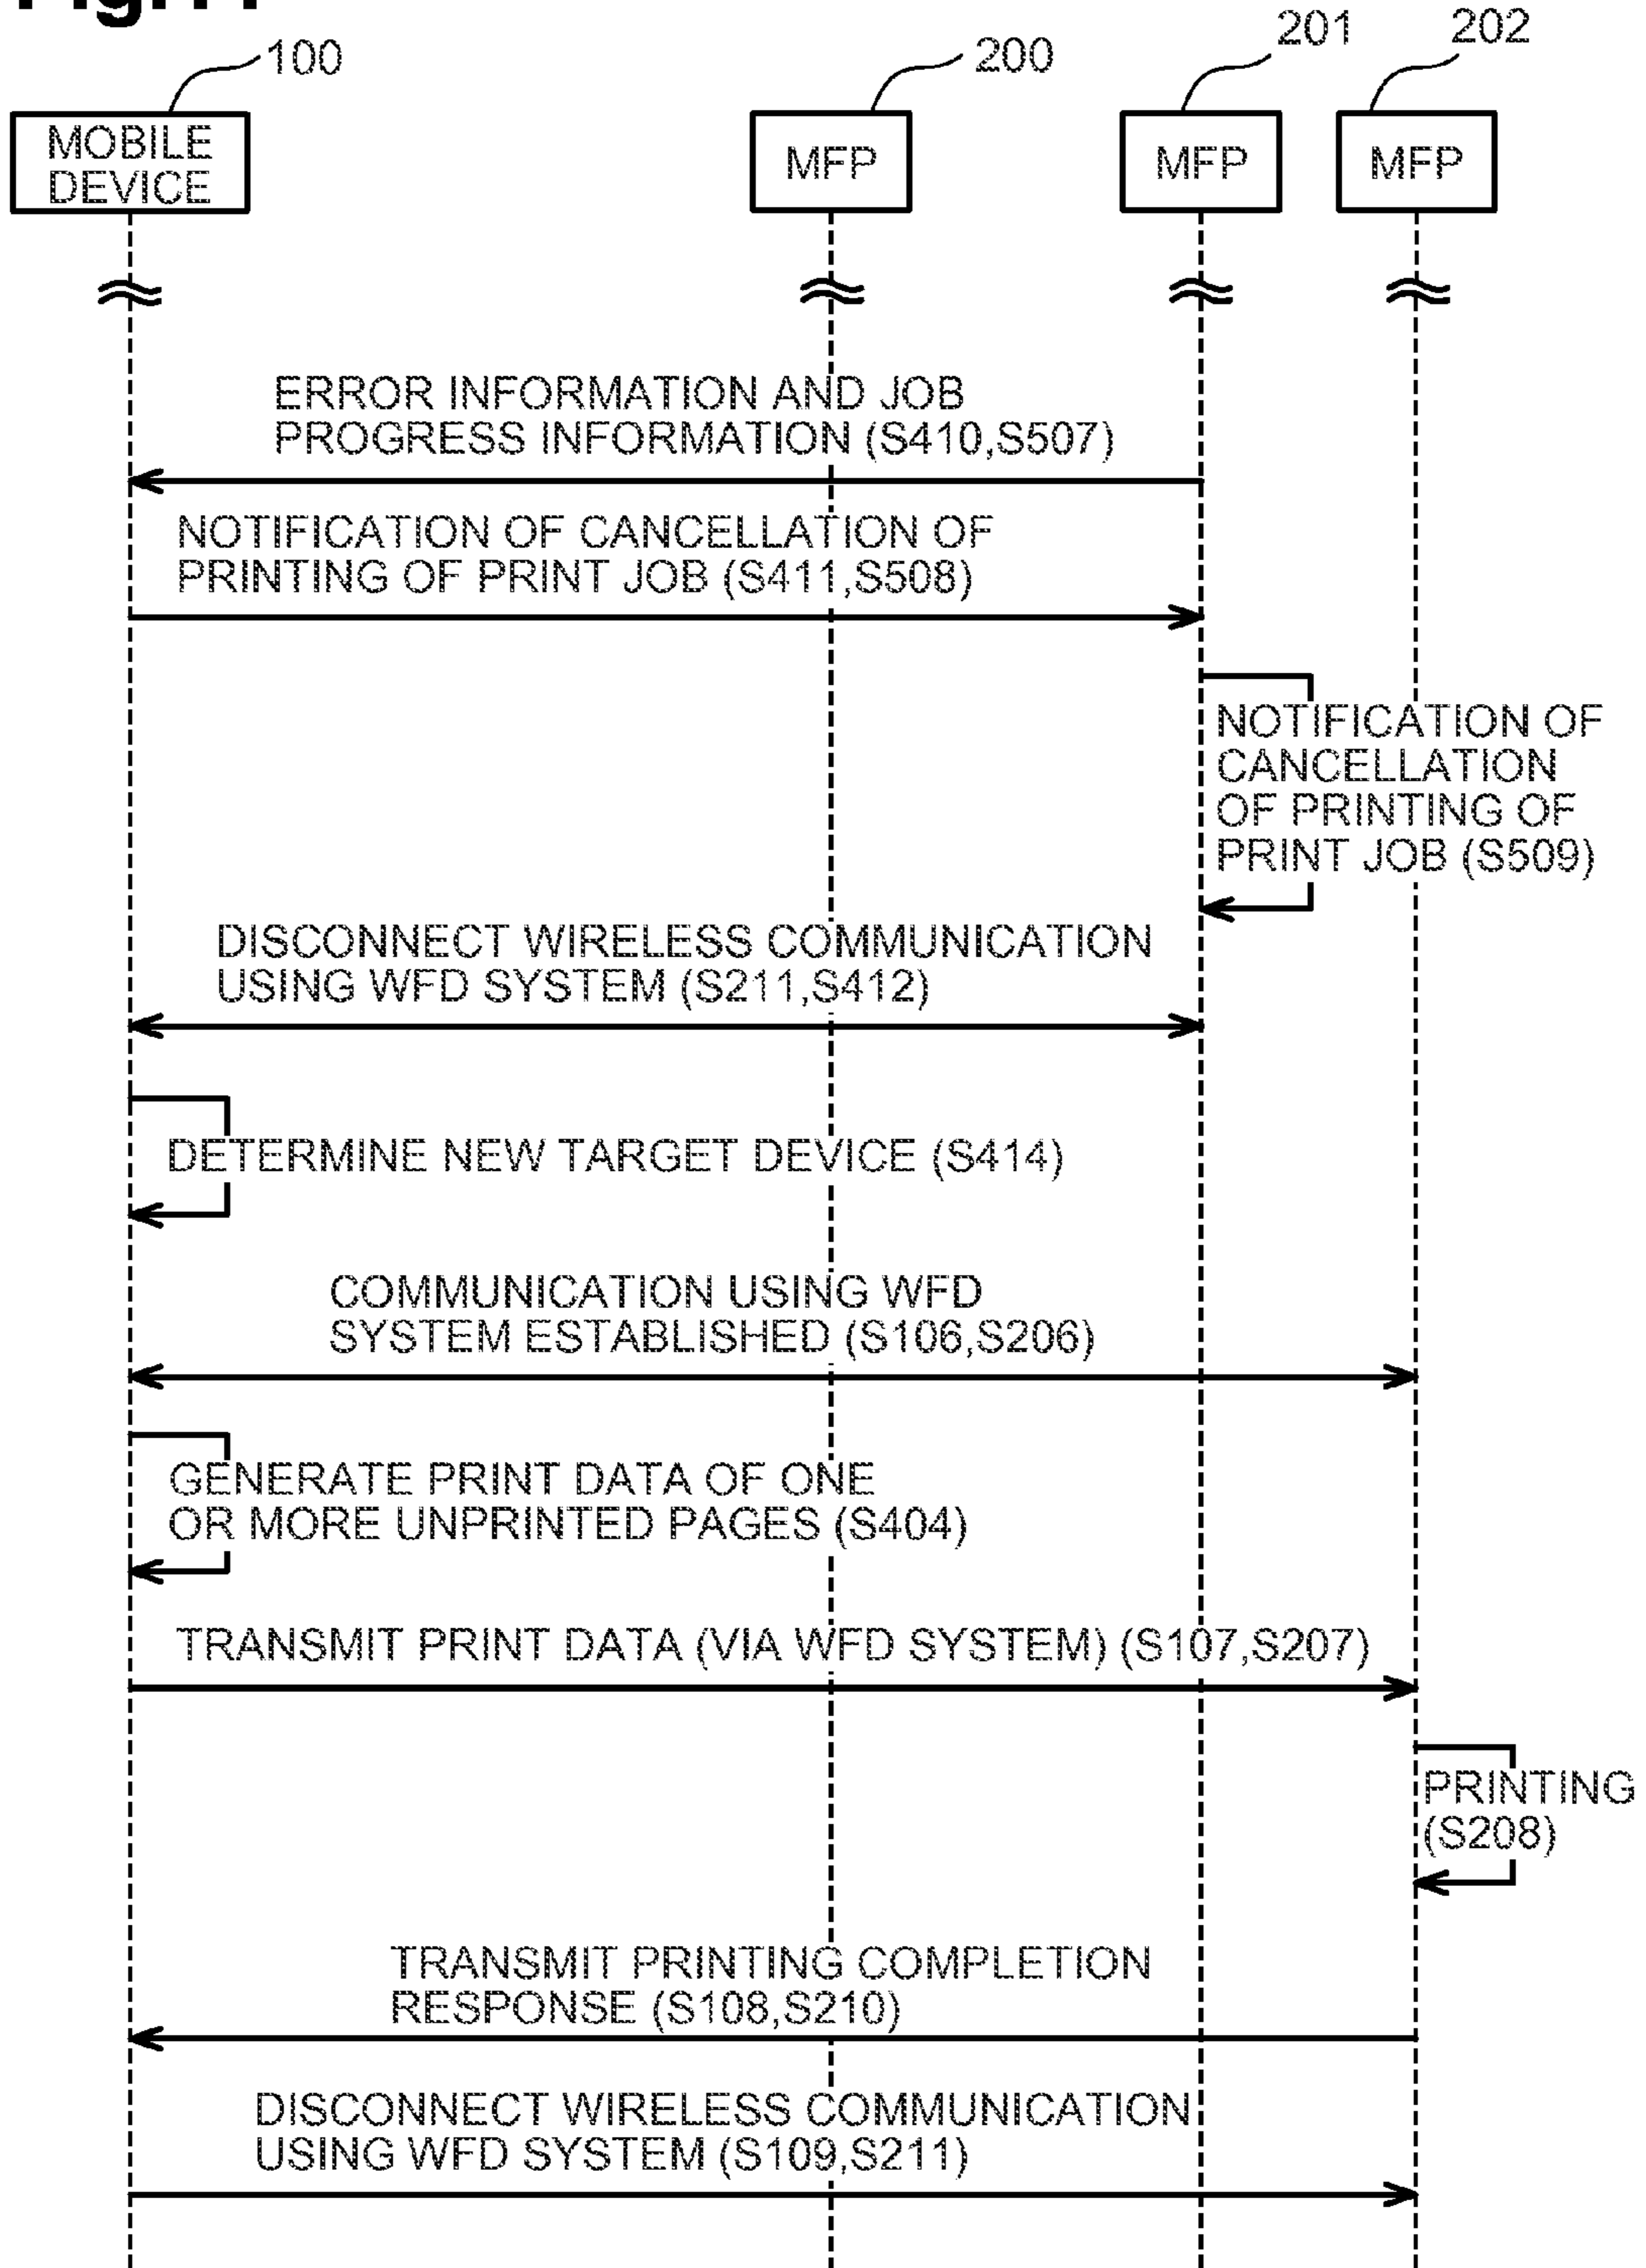 100
200
201
202
MOBILE
DEVICE
MFP
MFP
MFP
ERROR INFORMATION AND JOB
PROGRESS INFORMATION (S410,S507)
NOTIFICATION OF CANCELLATION OF
PRINTING OF PRINT JOB (S411,S508)
NOTIFICATION OF
CANCELLATION
OF PRINTING OF
PRINT JOB (S509)
DISCONNECT WIRELESS COMMUNICATION
USING WFD SYSTEM (S211,S412)
DETERMINE NEW TARGET DEVICE (S414)
COMMUNICATION USING WFD
SYSTEM ESTABLISHED (S106,S206)
GENERATE PRINT DATA OF ONE
OR MORE UNPRINTED PAGES (S404)
TRANSMIT PRINT DATA (VIA WFD SYSTEM) (S107,S207)
PRINTING
(S208)
TRANSMIT PRINTING COMPLETION
RESPONSE (S108,S210)
DISCONNECT WIRELESS COMMUNICATION
USING WFD SYSTEM (S109,S211)